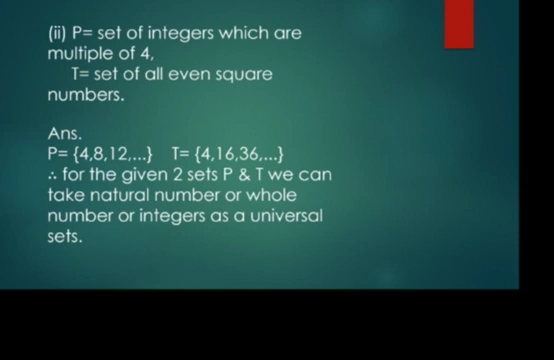 (ii) P= set of integers which are
multiple of 4,
T= set of all even square
numbers.
Ans.
P= {4,8,12,...} T= {4,16,36,...}
∴ for the given 2 sets P & T we can
take natural number or whole
number or integers as a universal
sets.